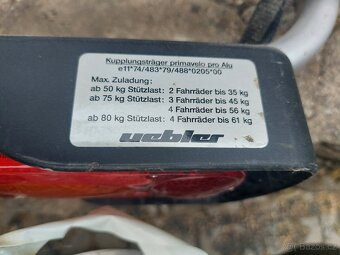 Kupplungsträger primavelo pro Alu
e11*74/483*79/488*0205*00
Max. Zuladung:
ab 50 kg Stützlast: 2 Fahrräder bis 35 kg
ab 75 kg Stützlast: 3 Fahrräder bis 45 kg
4 Fahrräder bis 56 kg
ab 80 kg Stützlast: 4 Fahrräder bis 61 kg
uebler